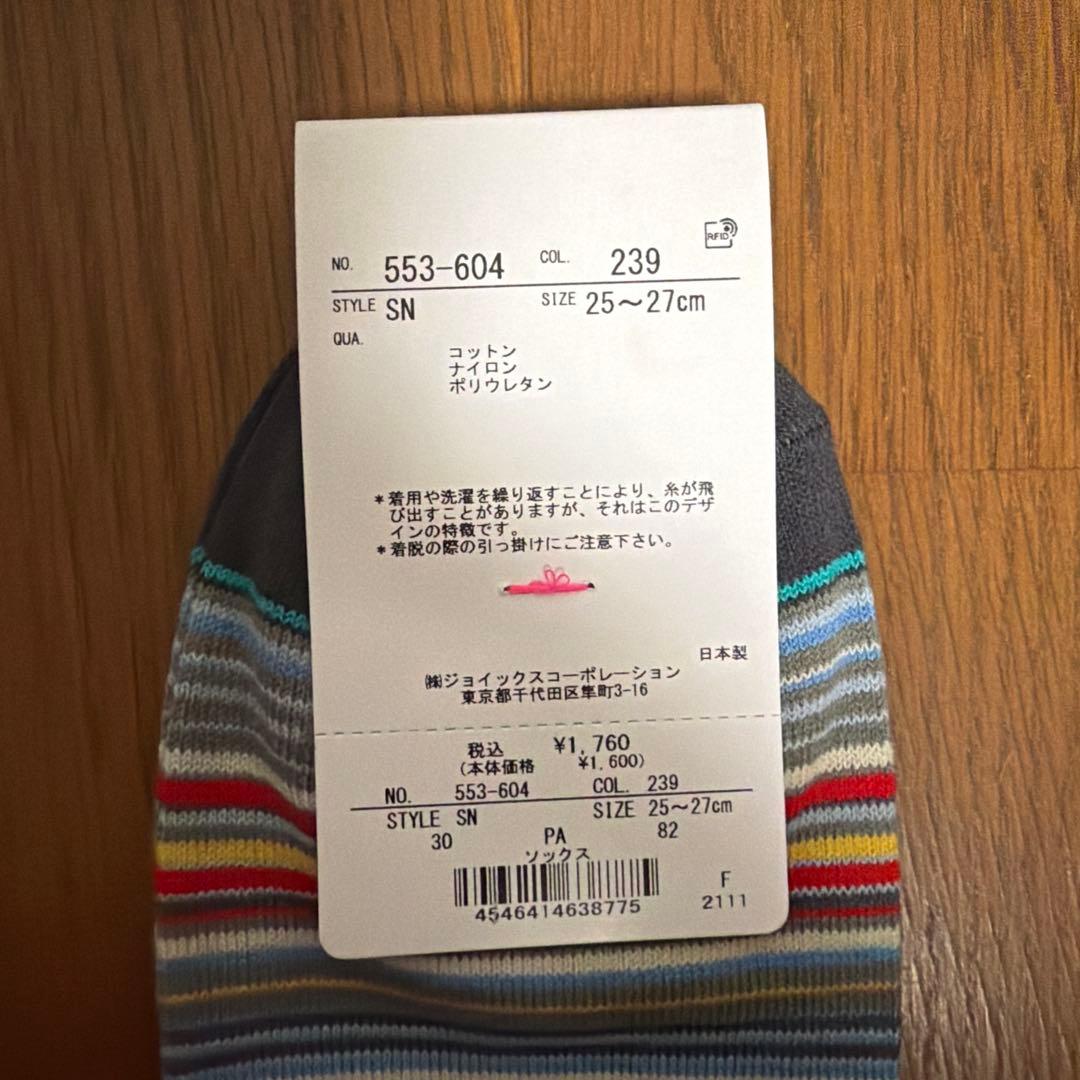 RFID
NO. 553-604 COL. 239
STYLE SN SIZE 25～27cm
QUA.
コットン
ナイロン
ポリウレタン
*着用や洗濯を繰り返すことにより、糸が飛
び出すことがありますが、それはこのデザ
インの特徴です。
*着脱の際の引っ掛けにご注意下さい。
日本製
㈱ジョイックスコーポレーション
東京都千代田区隼町3-16
税込 ¥1,760
(本体価格 ¥1,600)
NO. 553-604 COL. 239
STYLE SN SIZE 25～27cm
30 PA 82
ソックス
F
4546414638775 2111